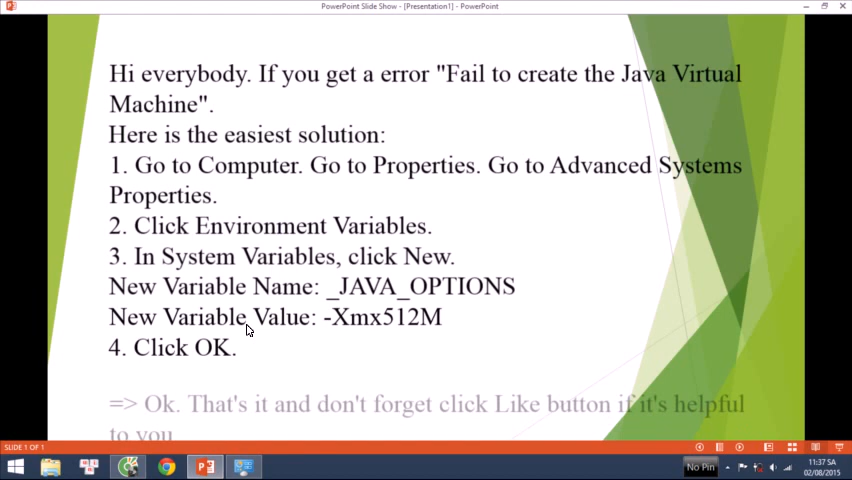 PowerPoint Slide Show - [Presentation1] - PowerPoint
Hi everybody. If you get a error "Fail to create the Java Virtual
Machine".
Here is the easiest solution:
1. Go to Computer. Go to Properties. Go to Advanced Systems
Properties.
2. Click Environment Variables.
3. In System Variables, click New.
New Variable Name: _JAVA_OPTIONS
New Variable Value: -Xmx512M
4. Click OK.
=> Ok. That's it and don't forget click Like button if it's helpful
to you
SLIDE 1 OF 1
No Pin
11:37 SA
02/08/2015